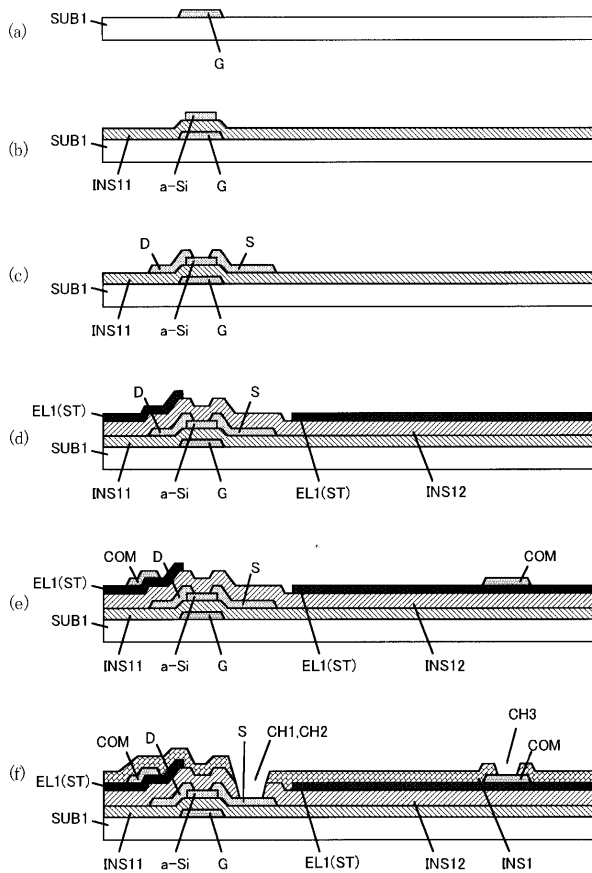 (a)
SUB1
G
(b)
SUB1
INS11 a-Si G
(c)
D S
SUB1
INS11 a-Si G
(d)
D S
EL1(ST)
SUB1
INS11 a-Si G EL1(ST) INS12
(e)
COM D S COM
EL1(ST)
SUB1
INS11 a-Si G EL1(ST) INS12
(f)
COM D S CH1,CH2 CH3
COM
EL1(ST)
SUB1
INS11 a-Si G EL1(ST) INS12 INS1